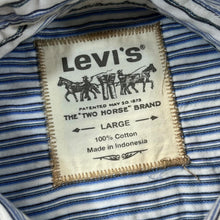 LEVI'S
PATENTED MAY 20 1873
THE "TWO HORSE" BRAND
LARGE
100% Cotton
Made in Indonesia